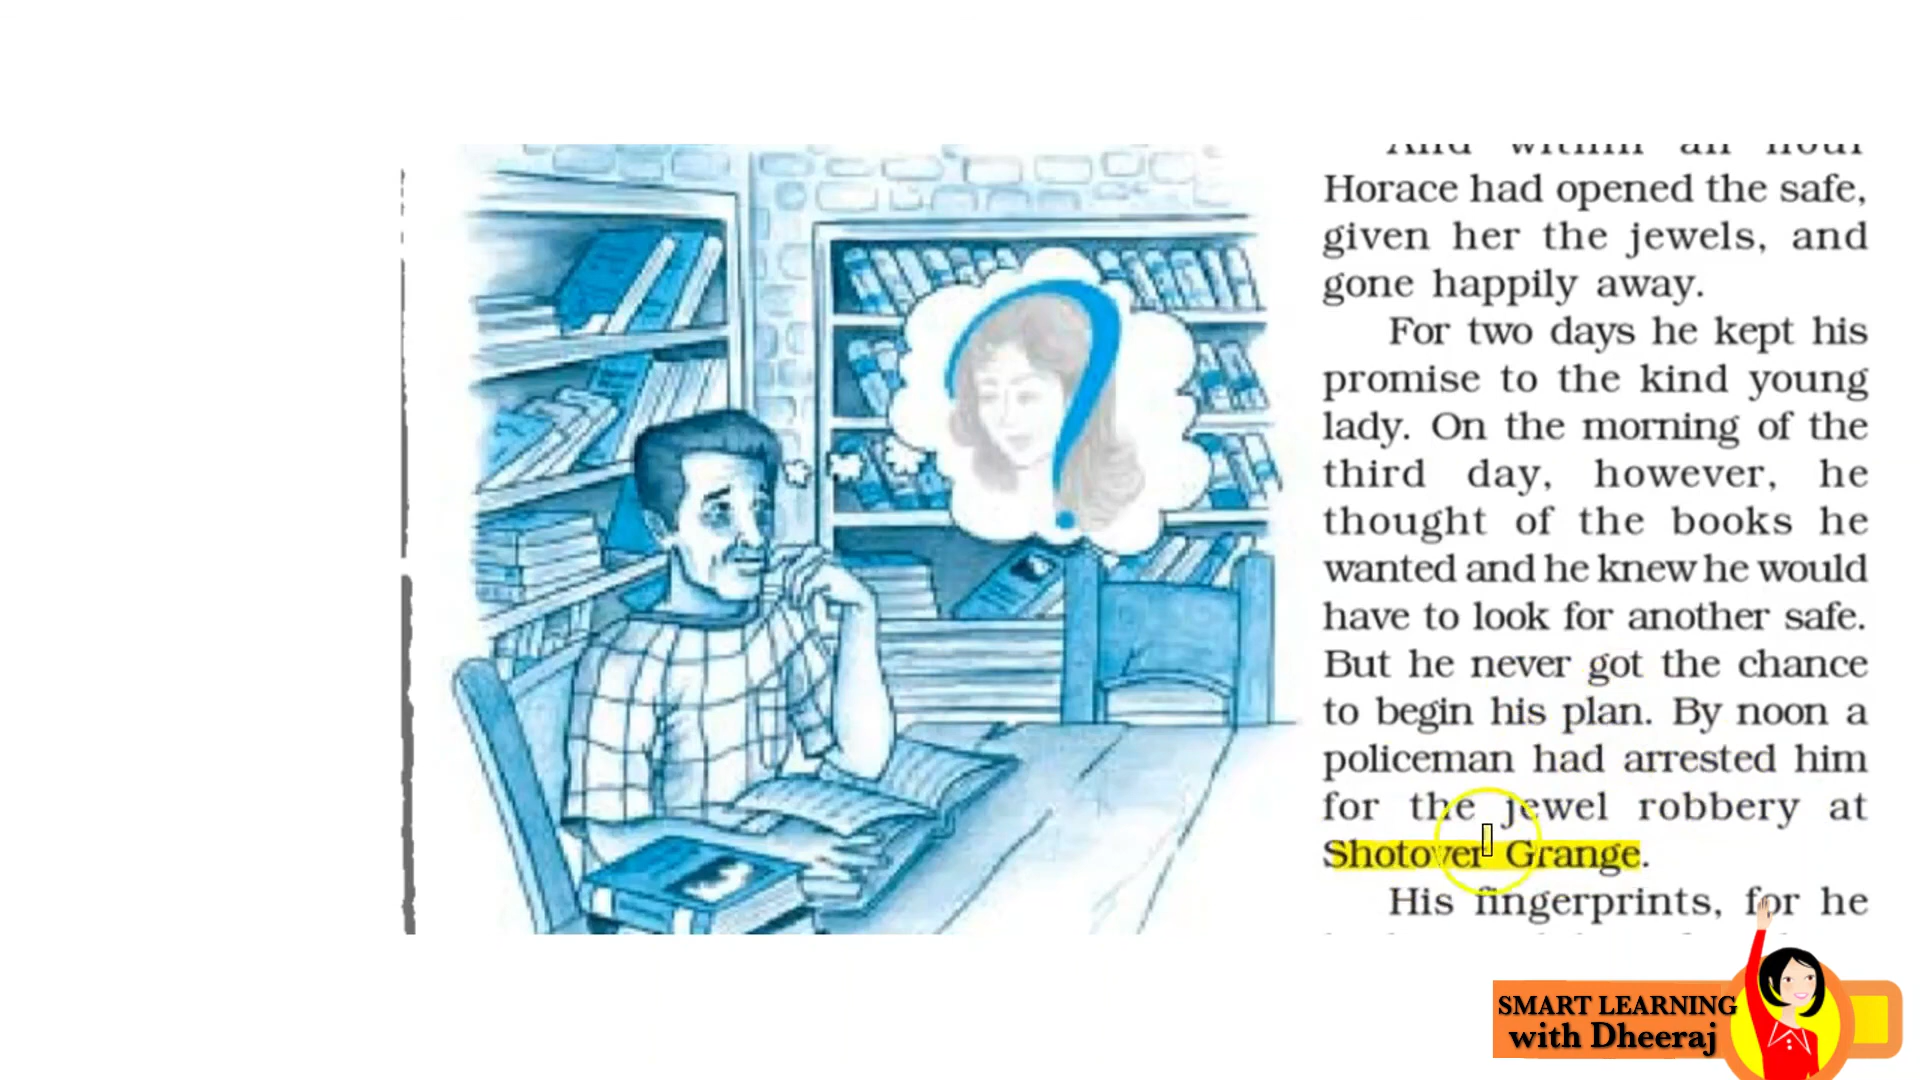 And within an hour
Horace had opened the safe,
given her the jewels, and
gone happily away.
For two days he kept his
promise to the kind young
lady. On the morning of the
third day, however, he
thought of the books he
wanted and he knew he would
have to look for another safe.
But he never got the chance
to begin his plan. By noon a
policeman had arrested him
for the jewel robbery at
Shotover Grange.
His fingerprints, for he
SMART LEARNING
with Dheeraj